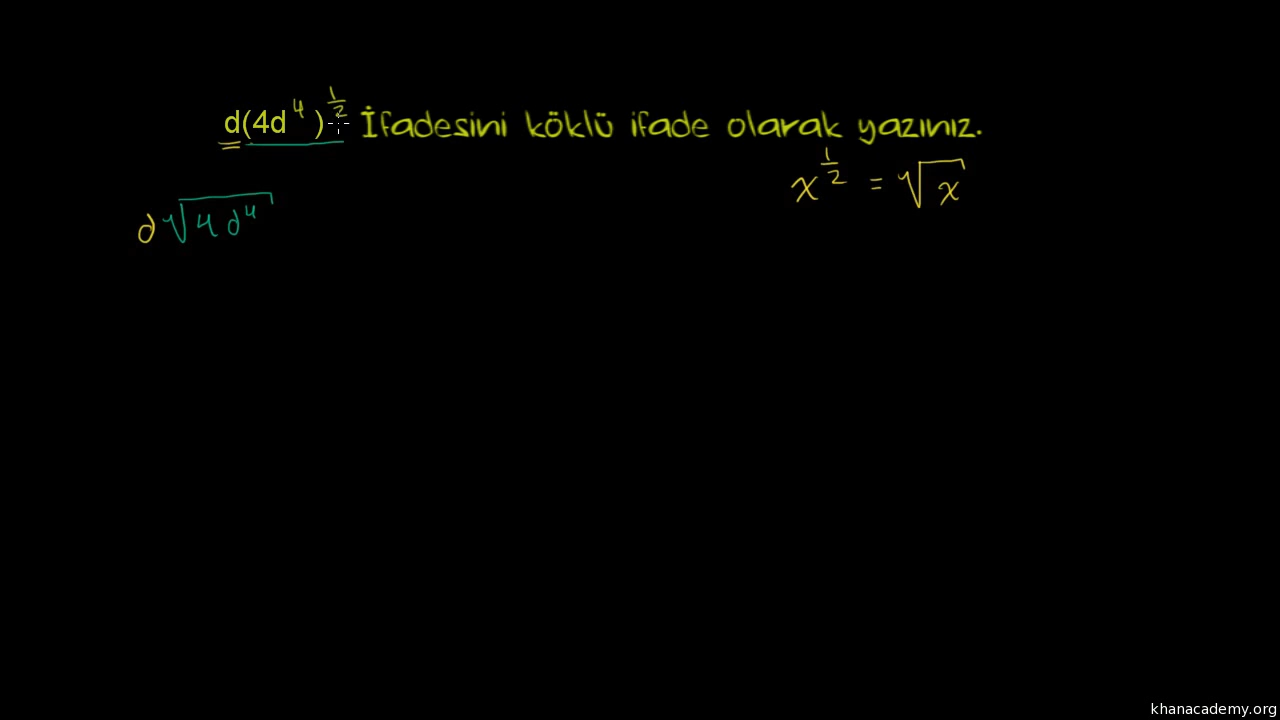 d(4d⁴)^½ İfadesini köklü ifade olarak yazınız.
x^½ = √x
d√4d⁴
khanacademy.org